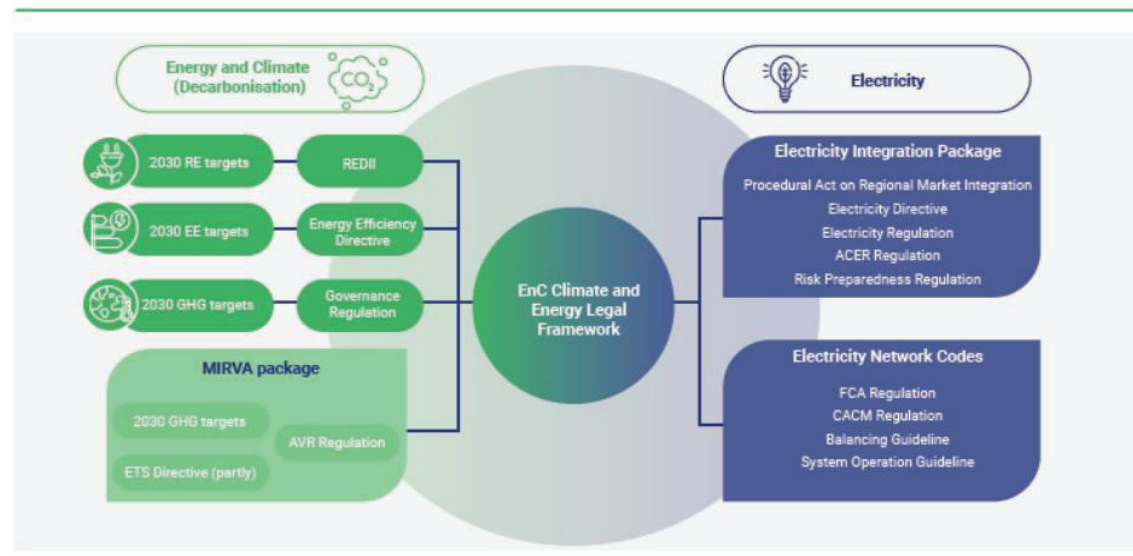 Energy and Climate
(Decarbonisation)
CO2
2030 RE targets
REDII
2030 EE targets
Energy Efficiency
Directive
2030 GHG targets
Governance
Regulation
MIRVA package
2030 GHG targets
AVR Regulation
ETS Directive (partly)
EnC Climate and
Energy Legal
Framework
Electricity
Electricity Integration Package
Procedural Act on Regional Market Integration
Electricity Directive
Electricity Regulation
ACER Regulation
Risk Preparedness Regulation
Electricity Network Codes
FCA Regulation
CACM Regulation
Balancing Guideline
System Operation Guideline